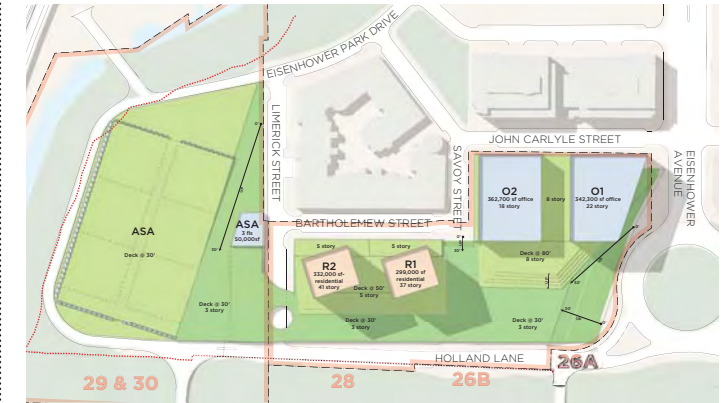 EISENHOWER PARK DRIVE
LIMERICK STREET
JOHN CARLYLE STREET
SAVOY STREET
EISENHOWER
AVENUE
O2
362,700 sf office
18 story
8 story
O1
342,300 sf office
22 story
ASA
Deck @ 30'
ASA
3 fls
50,000sf
BARTHOLEMEW STREET
5 story
5 story
R2
332,000 sf-
residential
41 story
R1
299,000 sf
residential
37 story
Deck @ 50'
5 story
Deck @ 80'
8 story
Deck @ 30'
3 story
Deck @ 30'
3 story
Deck @ 30'
3 story
HOLLAND LANE
26A
29 & 30
28
26B